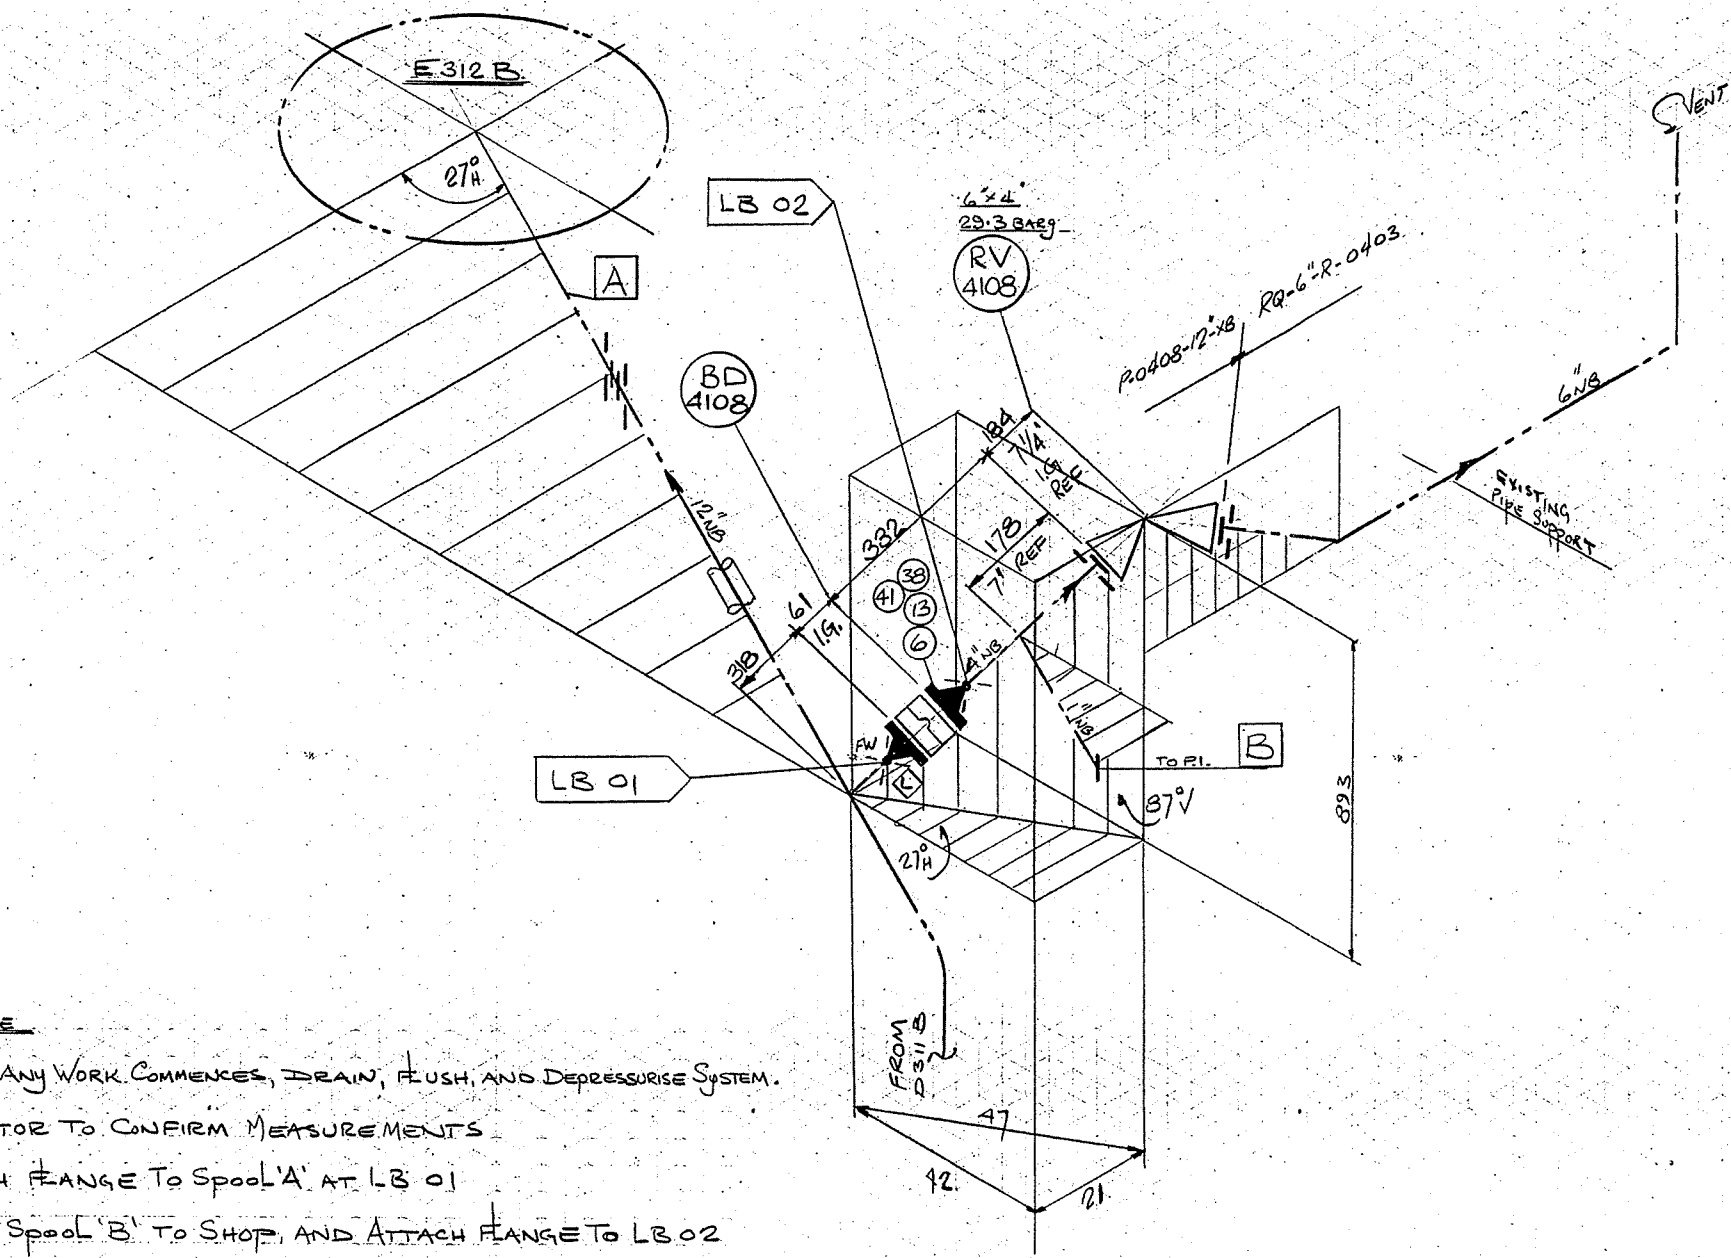 E312 B.
VENT
27°H
LB 02
6"x4"
29.3 BARg
RV
4108
A
P-0408-12"-XB
RQ-6"-R-0403
BD
4108
6"NB
184
1/4"
I.G.
REF
EXISTING
PIPE SUPPORT
12"NB
332
178
7" REF
38
41
13
6
61
I.G.
318
4"NB
1"NB
B
TO P.I.
FW 1
L
LB 01
87°V
893
27°H
FROM
D311B
47
42
21
ANY WORK COMMENCES, DRAIN, FLUSH, AND DEPRESSURISE SYSTEM.
TOR TO CONFIRM MEASUREMENTS
H FLANGE TO SPOOL 'A' AT LB 01
SPOOL 'B' TO SHOP, AND ATTACH FLANGE TO LB 02